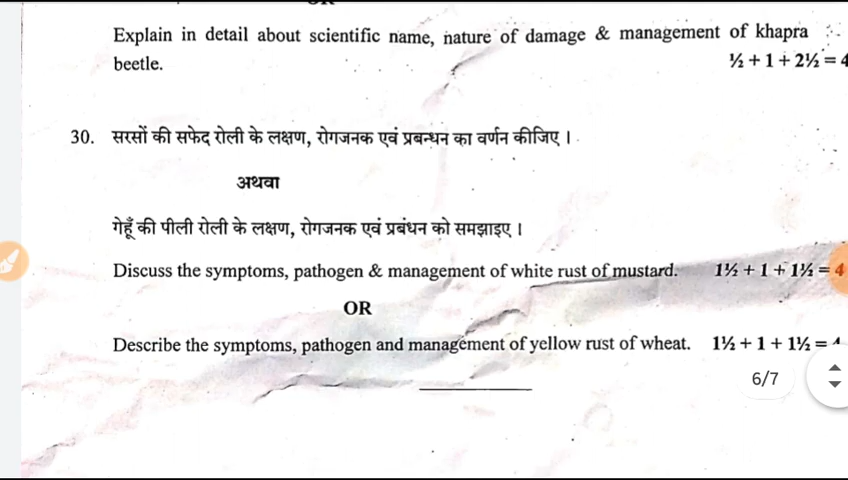 Explain in detail about scientific name, nature of damage & management of khapra
beetle. ½ + 1 + 2½ = 4
30. सरसों की सफेद रोली के लक्षण, रोगजनक एवं प्रबन्धन का वर्णन कीजिए ।
अथवा
गेहूँ की पीली रोली के लक्षण, रोगजनक एवं प्रबंधन को समझाइए ।
Discuss the symptoms, pathogen & management of white rust of mustard. 1½ + 1 + 1½ = 4
OR
Describe the symptoms, pathogen and management of yellow rust of wheat. 1½ + 1 + 1½ =
6/7